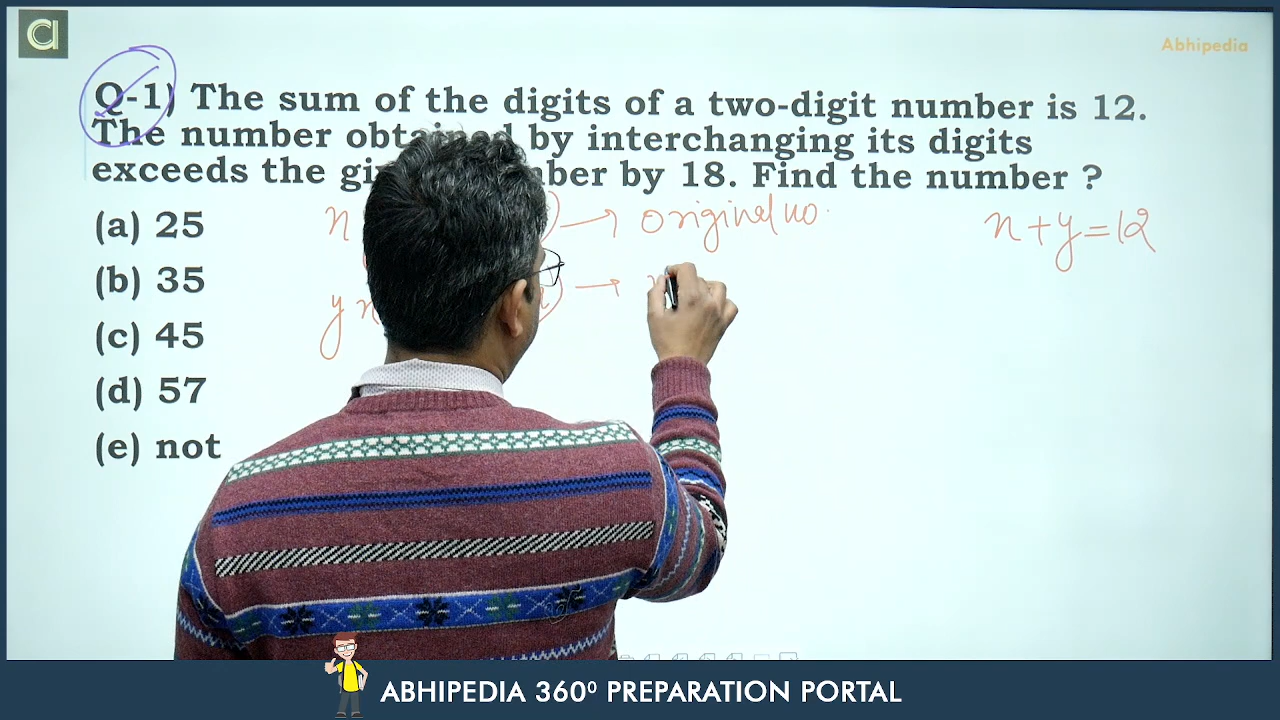 Abhipedia
Q-1) The sum of the digits of a two-digit number is 12.
The number obtained by interchanging its digits
exceeds the given number by 18. Find the number ?
(a) 25
x → original no.
x+y=12
(b) 35
yx →
(c) 45
(d) 57
(e) not
ABHIPEDIA 360⁰ PREPARATION PORTAL